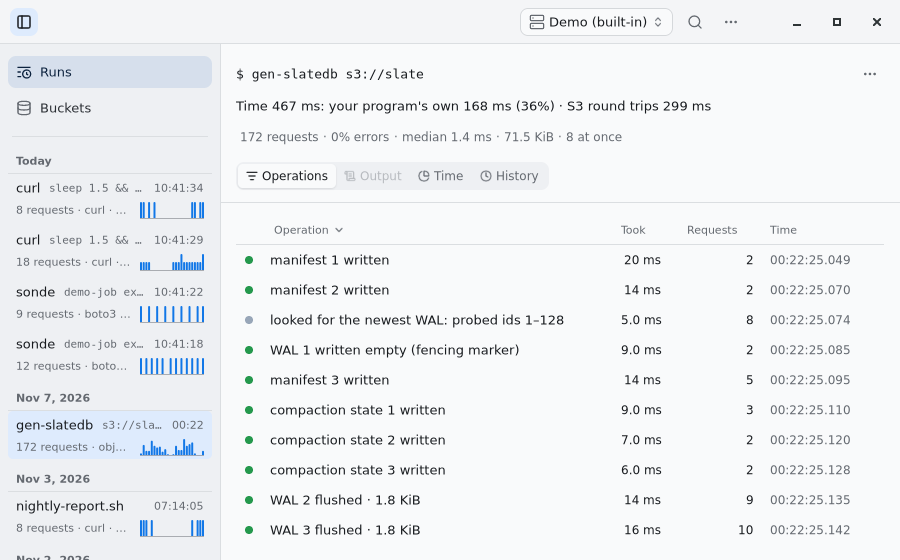 Demo (built-in)
Runs
Buckets
Today
curl sleep 1.5 && … 10:41:34
8 requests · curl · …
curl sleep 1.5 && … 10:41:29
18 requests · curl ·…
sonde demo-job ex… 10:41:22
9 requests · boto3 …
sonde demo-job ex… 10:41:18
12 requests · boto…
Nov 7, 2026
gen-slatedb s3://sla… 00:22
172 requests · obj…
Nov 3, 2026
nightly-report.sh 07:14:05
8 requests · curl · …
Nov 2, 2026
$ gen-slatedb s3://slate
Time 467 ms: your program's own 168 ms (36%) · S3 round trips 299 ms
172 requests · 0% errors · median 1.4 ms · 71.5 KiB · 8 at once
Operations Output Time History
Operation Took Requests Time
manifest 1 written 20 ms 2 00:22:25.049
manifest 2 written 14 ms 2 00:22:25.070
looked for the newest WAL: probed ids 1–128 5.0 ms 8 00:22:25.074
WAL 1 written empty (fencing marker) 9.0 ms 2 00:22:25.085
manifest 3 written 14 ms 5 00:22:25.095
compaction state 1 written 9.0 ms 3 00:22:25.110
compaction state 2 written 7.0 ms 2 00:22:25.120
compaction state 3 written 6.0 ms 2 00:22:25.128
WAL 2 flushed · 1.8 KiB 14 ms 9 00:22:25.135
WAL 3 flushed · 1.8 KiB 16 ms 10 00:22:25.142